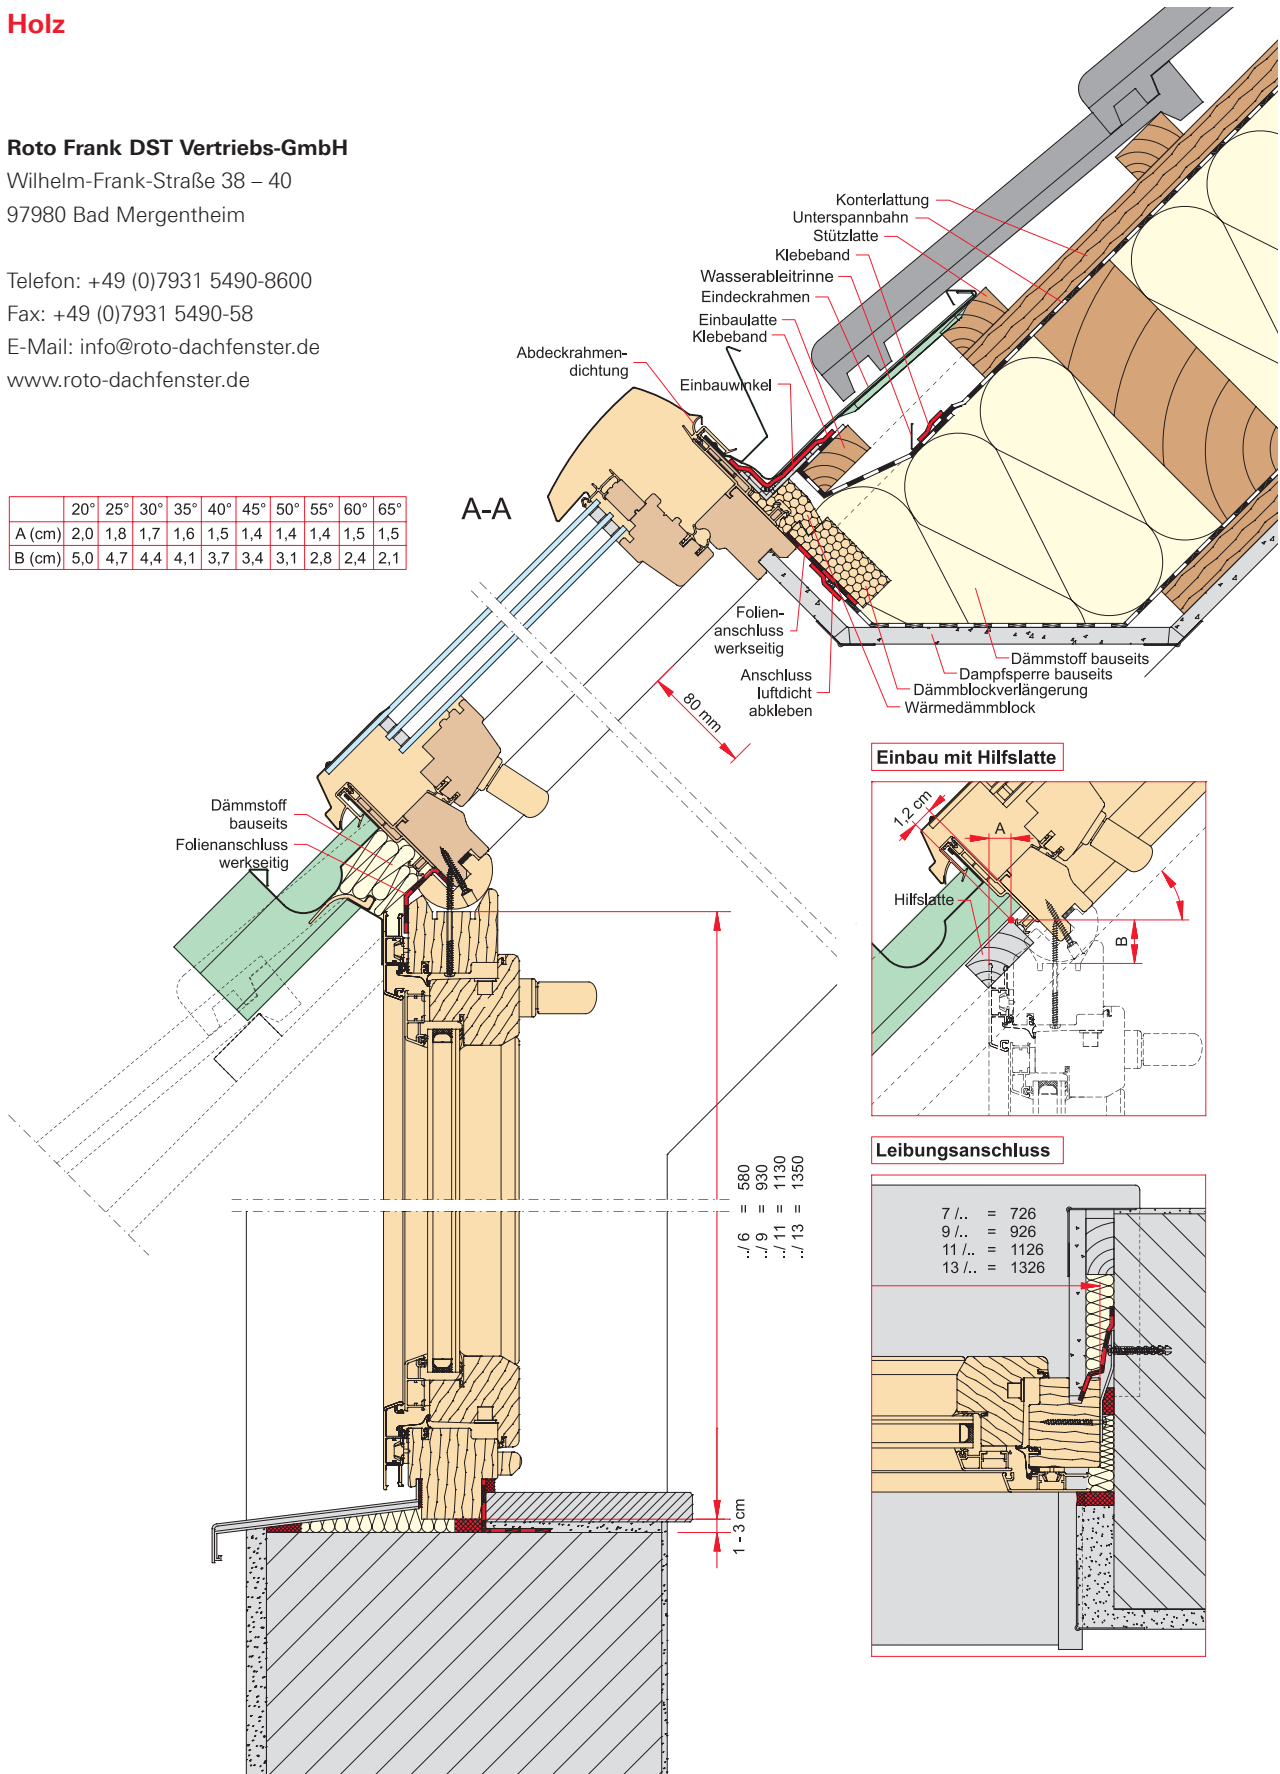 Holz
Roto Frank DST Vertriebs-GmbH
Wilhelm-Frank-Straße 38 – 40
97980 Bad Mergentheim
Telefon: +49 (0)7931 5490-8600
Fax: +49 (0)7931 5490-58
E-Mail: info@roto-dachfenster.de
www.roto-dachfenster.de
20° 25° 30° 35° 40° 45° 50° 55° 60° 65°
A (cm) 2,0 1,8 1,7 1,6 1,5 1,4 1,4 1,4 1,5 1,5
B (cm) 5,0 4,7 4,4 4,1 3,7 3,4 3,1 2,8 2,4 2,1
A-A
Konterlattung
Unterspannbahn
Stützlatte
Klebeband
Wasserableitrinne
Eindeckrahmen
Einbaulatte
Klebeband
Einbauwinkel
Abdeckrahmen-
dichtung
Folien-
anschluss
werkseitig
Anschluss
luftdicht
abkleben
Dämmstoff bauseits
Dampfsperre bauseits
Dämmblockverlängerung
Wärmedämmblock
80 mm
Dämmstoff
bauseits
Folienanschluss
werkseitig
../ 6 = 580
../ 9 = 930
../ 11 = 1130
../ 13 = 1350
1 - 3 cm
Einbau mit Hilfslatte
1,2 cm
A
Hilfslatte
B
Leibungsanschluss
7 /.. = 726
9 /.. = 926
11 /.. = 1126
13 /.. = 1326